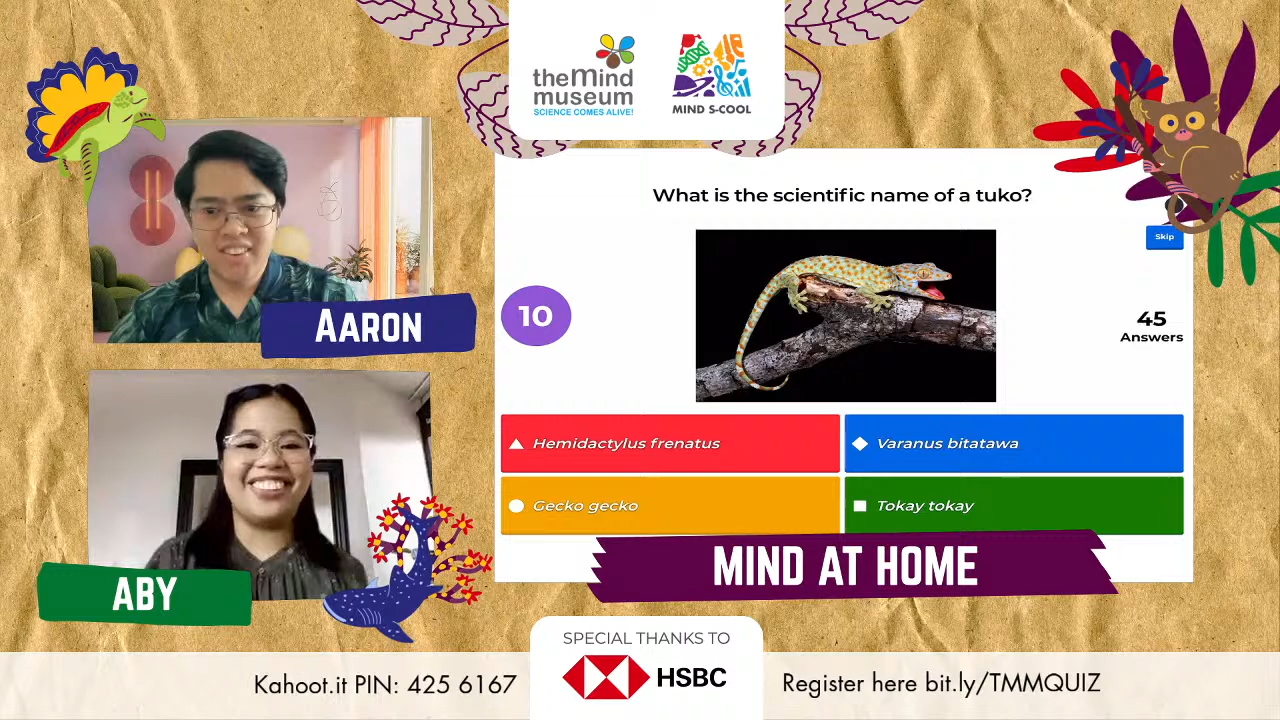 themind
museum
SCIENCE COMES ALIVE!
MIND S-COOL
What is the scientific name of a tuko?
Skip
10
45
Answers
Hemidactylus frenatus
Varanus bitatawa
Gecko gecko
Tokay tokay
AARON
ABY
MIND AT HOME
SPECIAL THANKS TO
HSBC
Kahoot.it PIN: 425 6167
Register here bit.ly/TMMQUIZ